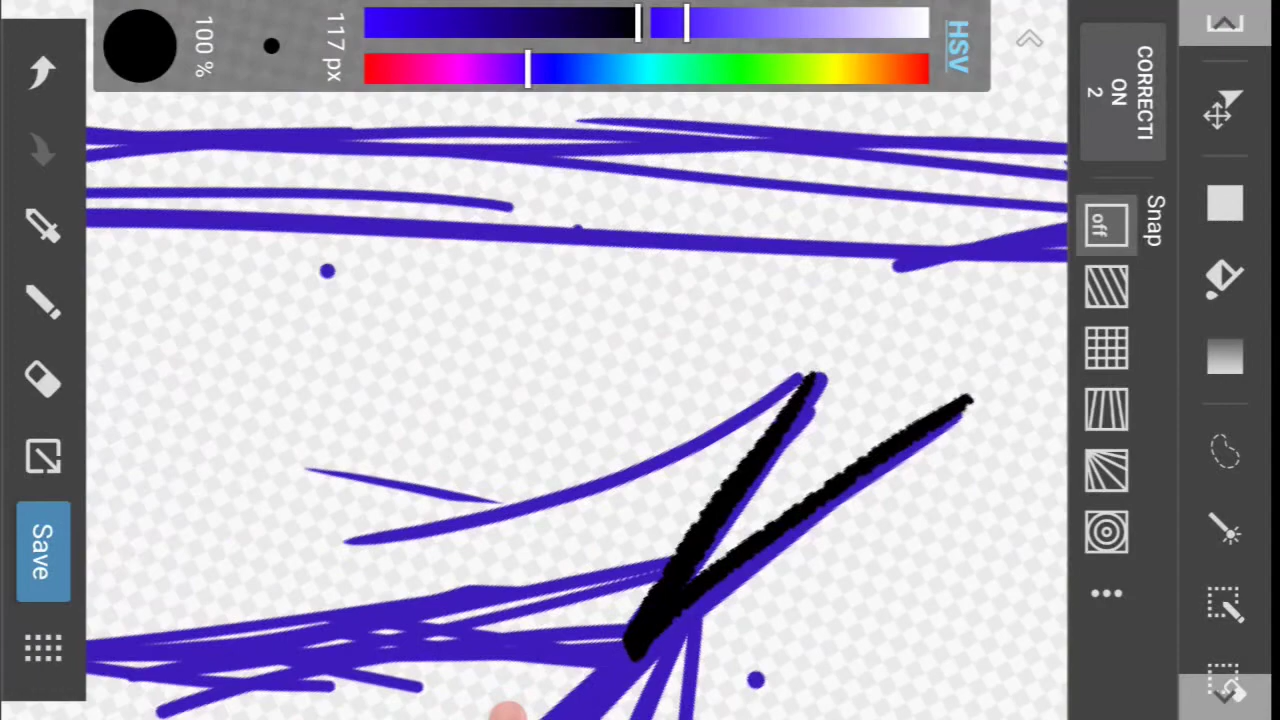 HSV
117 px
100 %
CORRECTI
ON
2
Snap
off
Save